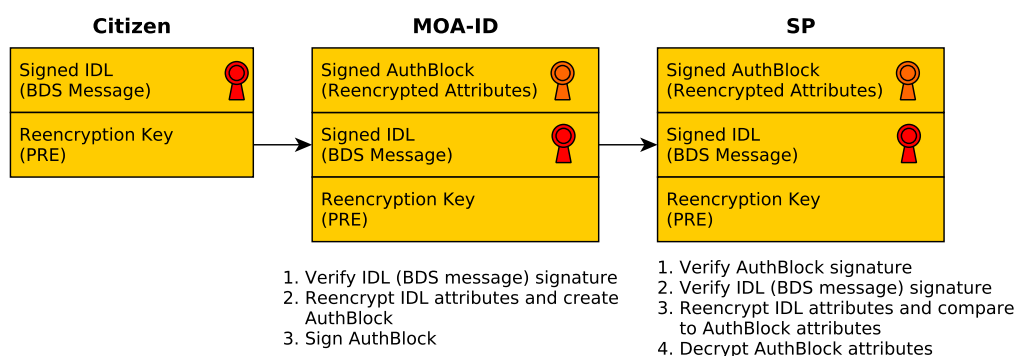 Citizen
Signed IDL
(BDS Message)
Reencryption Key
(PRE)
MOA-ID
Signed AuthBlock
(Reencrypted Attributes)
Signed IDL
(BDS Message)
Reencryption Key
(PRE)
1. Verify IDL (BDS message) signature
2. Reencrypt IDL attributes and create
AuthBlock
3. Sign AuthBlock
SP
Signed AuthBlock
(Reencrypted Attributes)
Signed IDL
(BDS Message)
Reencryption Key
(PRE)
1. Verify AuthBlock signature
2. Verify IDL (BDS message) signature
3. Reencrypt IDL attributes and compare
to AuthBlock attributes
4. Decrypt AuthBlock attributes